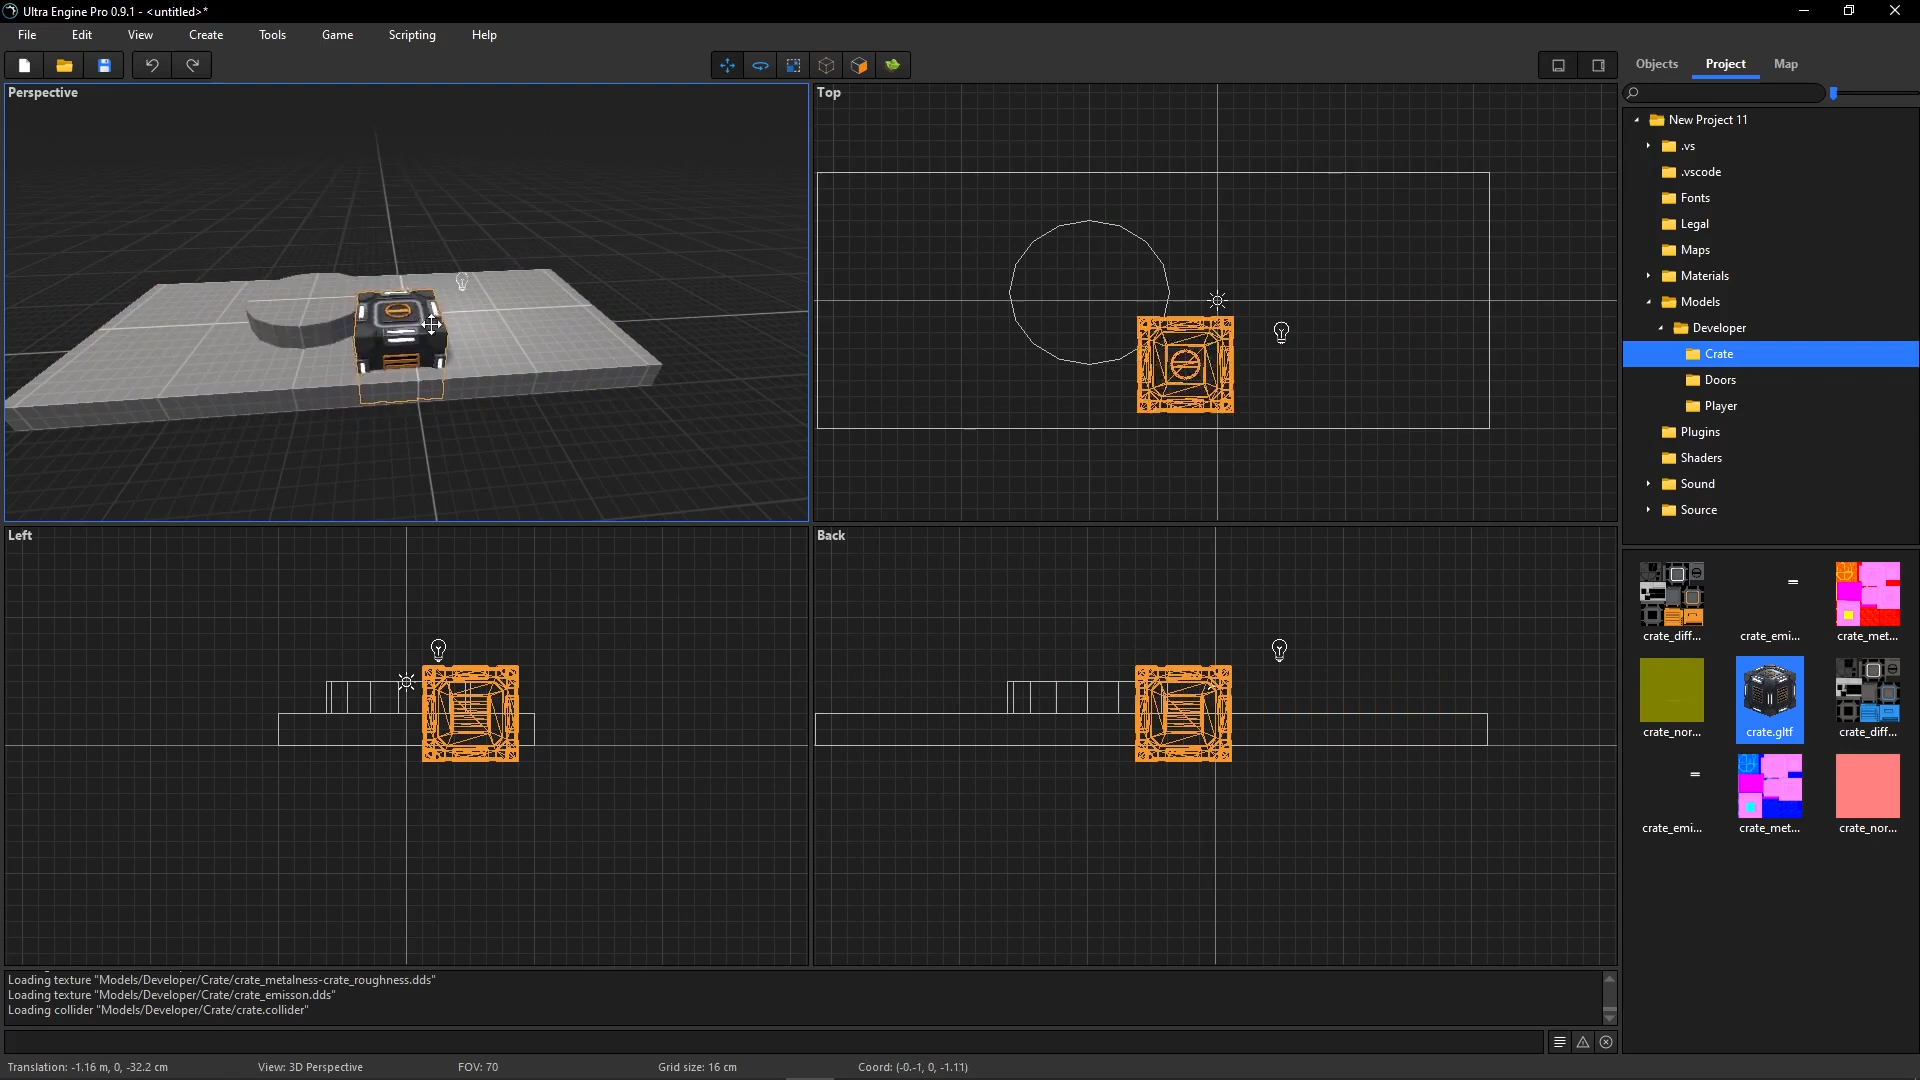 Ultra Engine Pro 0.9.1 - <untitled>*
File Edit View Create Tools Game Scripting Help
Objects Project Map
Perspective
Top
Left
Back
New Project 11
.vs
.vscode
Fonts
Legal
Maps
Materials
Models
Developer
Crate
Doors
Player
Plugins
Shaders
Sound
Source
crate_diff... crate_emi... crate_met...
crate_nor... crate.gltf crate_diff...
crate_emi... crate_met... crate_nor...
Loading texture "Models/Developer/Crate/crate_metalness-crate_roughness.dds"
Loading texture "Models/Developer/Crate/crate_emisson.dds"
Loading collider "Models/Developer/Crate/crate.collider"
Translation: -1.16 m, 0, -32.2 cm View: 3D Perspective FOV: 70 Grid size: 16 cm Coord: (-0.-1, 0, -1.11)